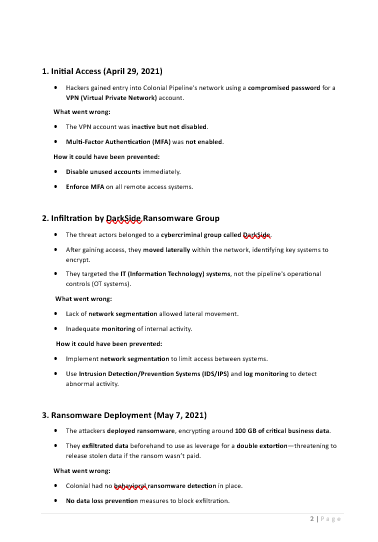 1. Initial Access (April 29, 2021)
• Hackers gained entry into Colonial Pipeline's network using a compromised password for a
VPN (Virtual Private Network) account.
What went wrong:
• The VPN account was inactive but not disabled.
• Multi-Factor Authentication (MFA) was not enabled.
How it could have been prevented:
• Disable unused accounts immediately.
• Enforce MFA on all remote access systems.
2. Infiltration by DarkSide Ransomware Group
• The threat actors belonged to a cybercriminal group called DarkSide.
• After gaining access, they moved laterally within the network, identifying key systems to
encrypt.
• They targeted the IT (Information Technology) systems, not the pipeline's operational
controls (OT systems).
What went wrong:
• Lack of network segmentation allowed lateral movement.
• Inadequate monitoring of internal activity.
How it could have been prevented:
• Implement network segmentation to limit access between systems.
• Use Intrusion Detection/Prevention Systems (IDS/IPS) and log monitoring to detect
abnormal activity.
3. Ransomware Deployment (May 7, 2021)
• The attackers deployed ransomware, encrypting around 100 GB of critical business data.
• They exfiltrated data beforehand to use as leverage for a double extortion—threatening to
release stolen data if the ransom wasn't paid.
What went wrong:
• Colonial had no behavioral ransomware detection in place.
• No data loss prevention measures to block exfiltration.
2 | Page